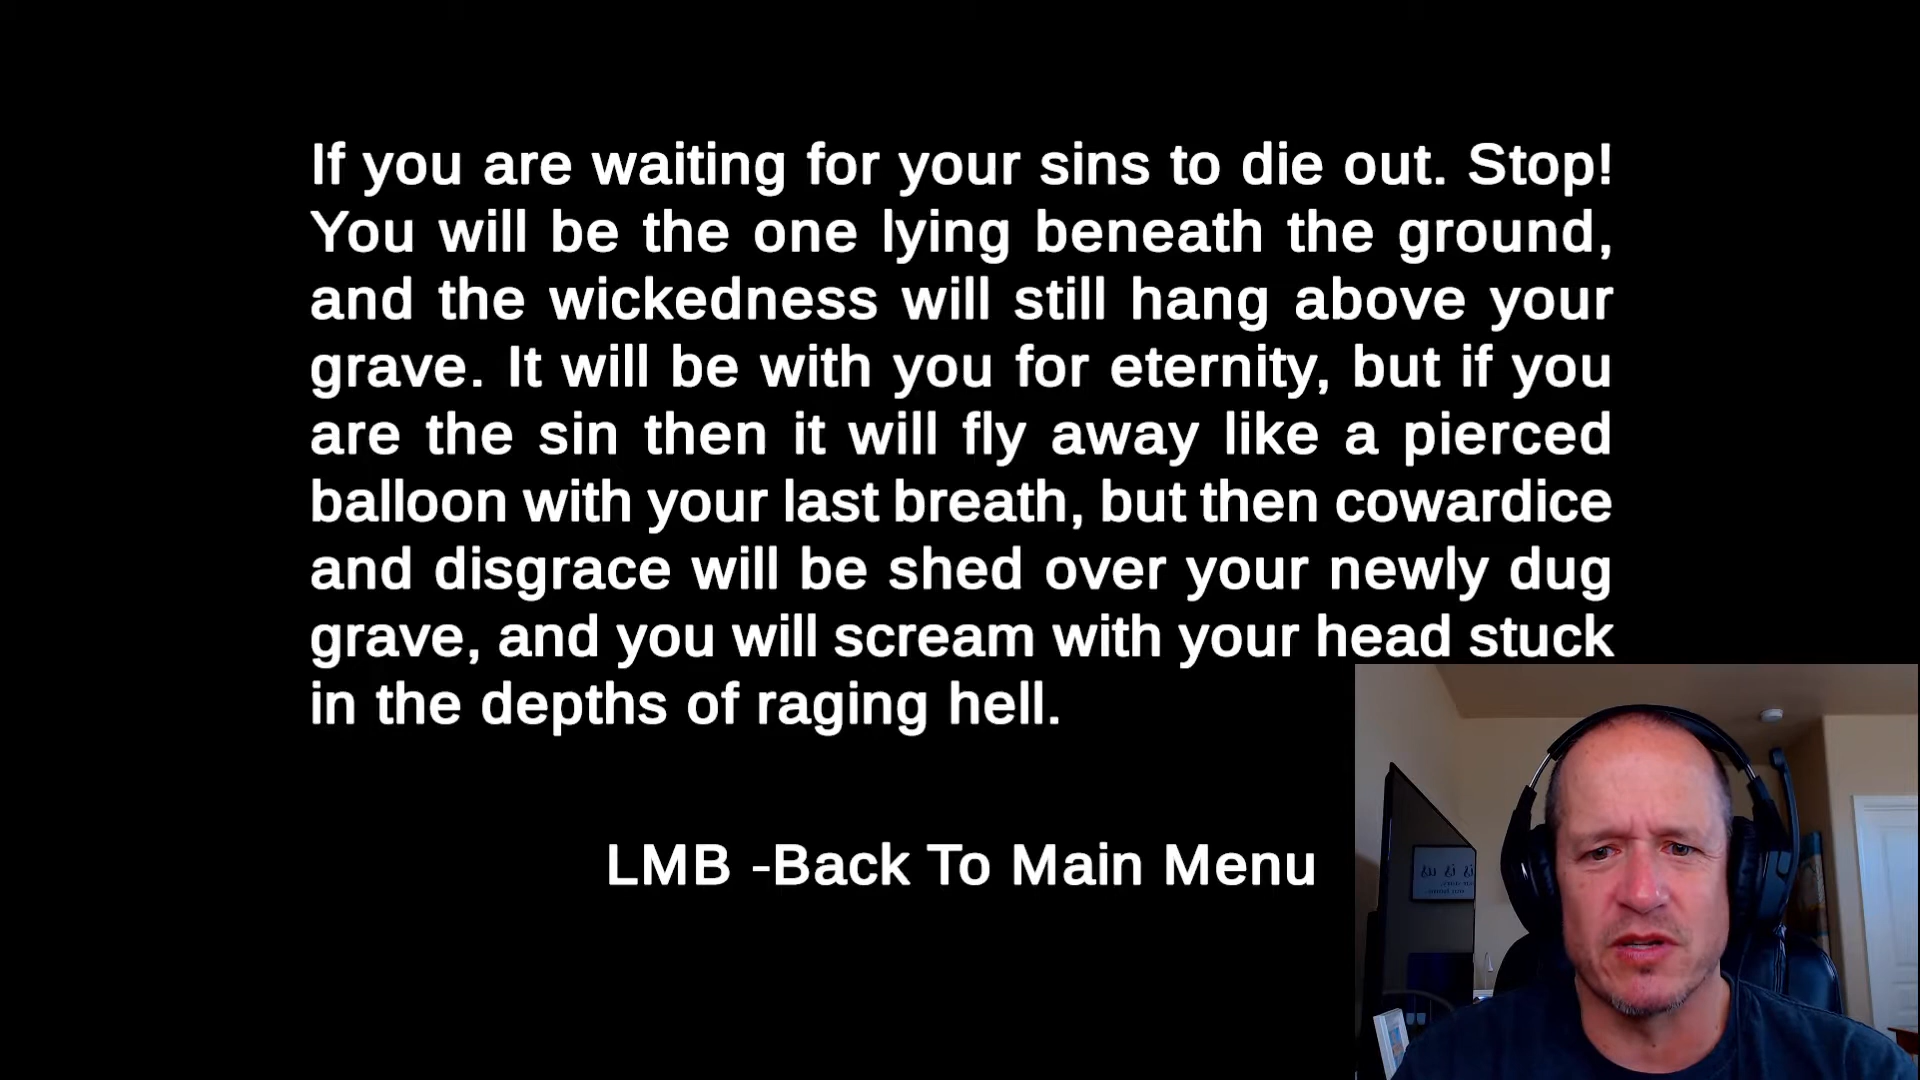 If you are waiting for your sins to die out. Stop!
You will be the one lying beneath the ground,
and the wickedness will still hang above your
grave. It will be with you for eternity, but if you
are the sin then it will fly away like a pierced
balloon with your last breath, but then cowardice
and disgrace will be shed over your newly dug
grave, and you will scream with your head stuck
in the depths of raging hell.
LMB -Back To Main Menu